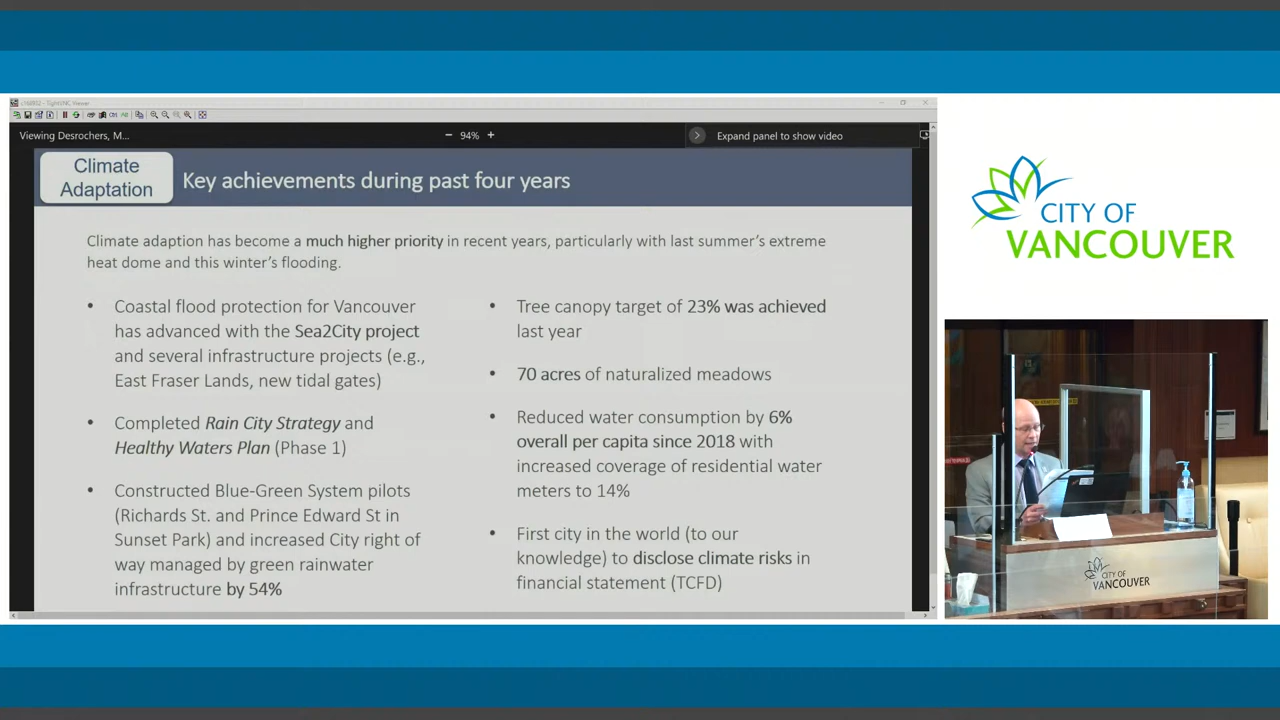 Viewing Desrochers, M...
94%
Expand panel to show video
Climate
Adaptation
Key achievements during past four years
Climate adaption has become a much higher priority in recent years, particularly with last summer's extreme
heat dome and this winter's flooding.
• Coastal flood protection for Vancouver
has advanced with the Sea2City project
and several infrastructure projects (e.g.,
East Fraser Lands, new tidal gates)
• Completed Rain City Strategy and
Healthy Waters Plan (Phase 1)
• Constructed Blue-Green System pilots
(Richards St. and Prince Edward St in
Sunset Park) and increased City right of
way managed by green rainwater
infrastructure by 54%
• Tree canopy target of 23% was achieved
last year
• 70 acres of naturalized meadows
• Reduced water consumption by 6%
overall per capita since 2018 with
increased coverage of residential water
meters to 14%
• First city in the world (to our
knowledge) to disclose climate risks in
financial statement (TCFD)
CITY OF
VANCOUVER
CITY OF
VANCOUVER